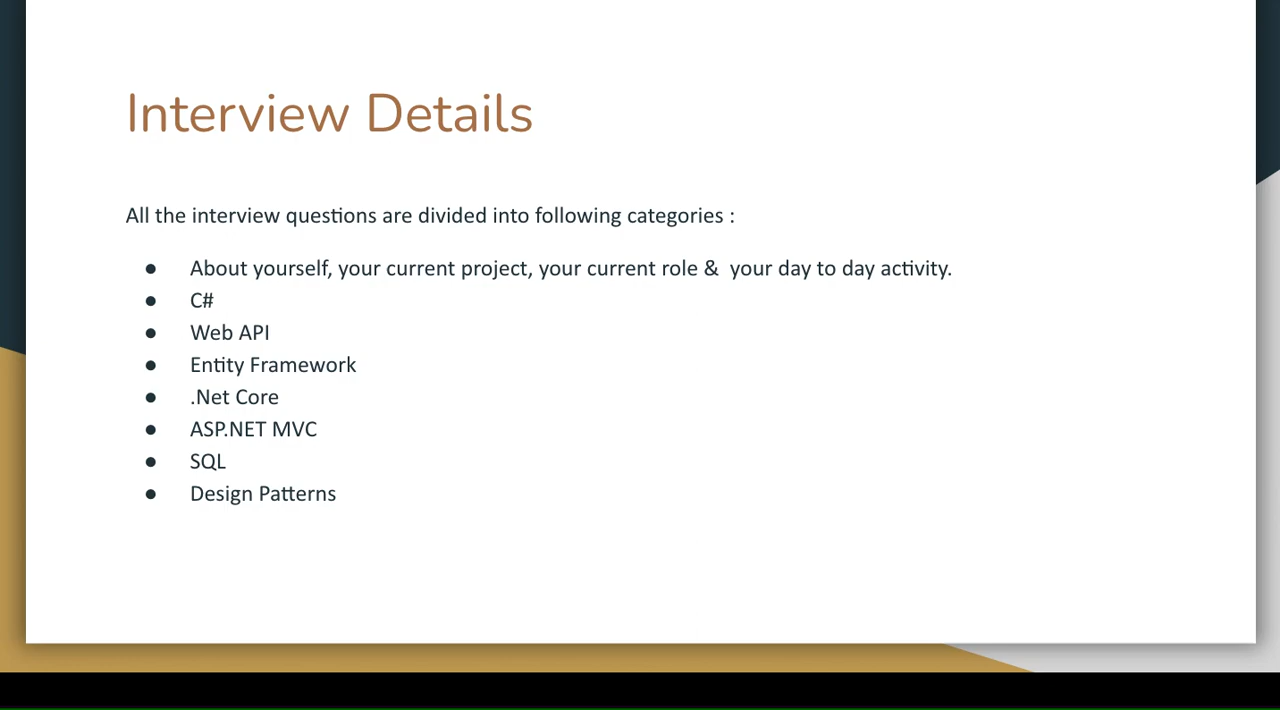 Interview Details
All the interview questions are divided into following categories :
● About yourself, your current project, your current role &  your day to day activity.
● C#
● Web API
● Entity Framework
● .Net Core
● ASP.NET MVC
● SQL
● Design Patterns